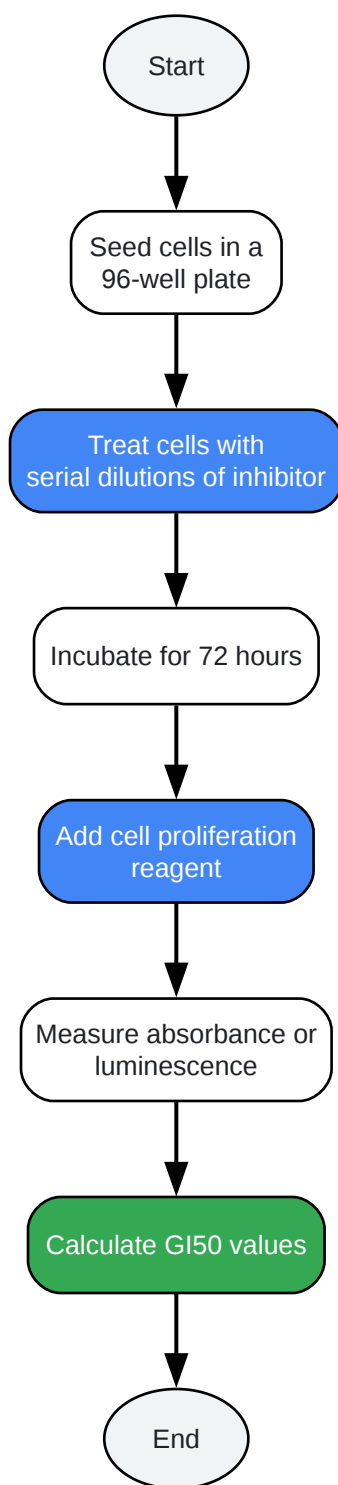 Start
Seed cells in a
96-well plate
Treat cells with
serial dilutions of inhibitor
Incubate for 72 hours
Add cell proliferation
reagent
Measure absorbance or
luminescence
Calculate GI50 values
End